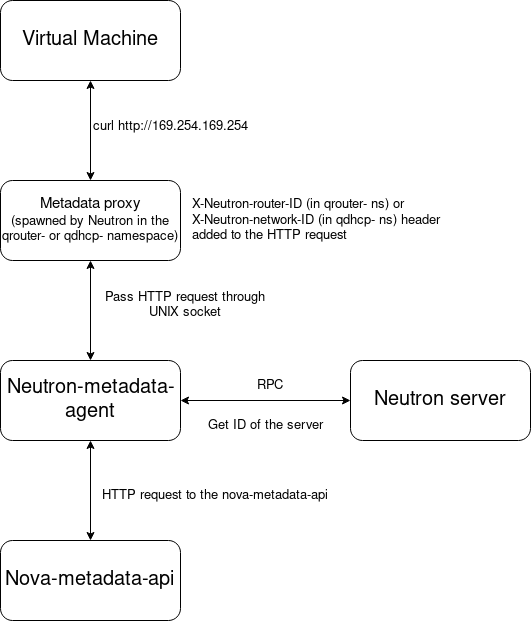 Virtual Machine
curl http://169.254.169.254
Metadata proxy
(spawned by Neutron in the
qrouter- or qdhcp- namespace)
X-Neutron-router-ID (in qrouter- ns) or
X-Neutron-network-ID (in qdhcp- ns) header
added to the HTTP request
Pass HTTP request through
UNIX socket
Neutron-metadata-
agent
RPC
Get ID of the server
Neutron server
HTTP request to the nova-metadata-api
Nova-metadata-api